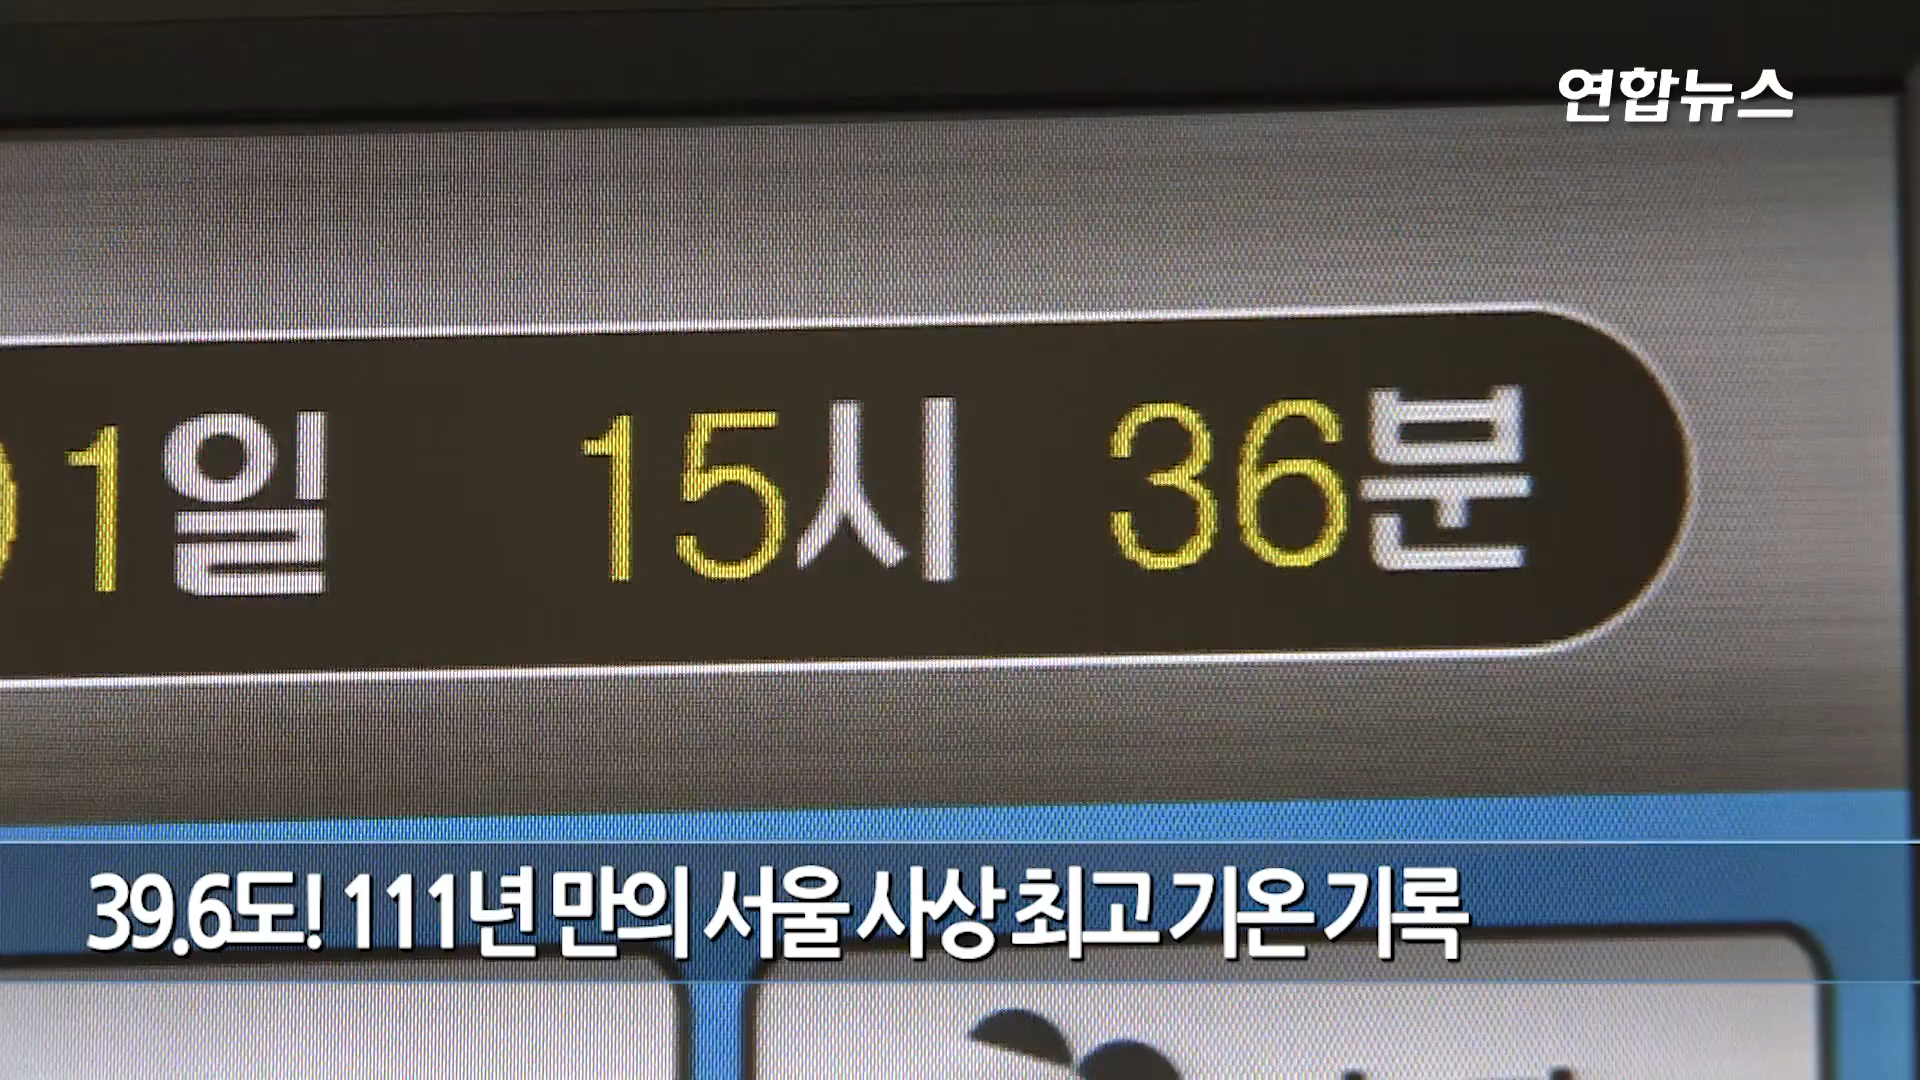 연합뉴스
01일 15시 36분
39.6도! 111년 만의 서울 사상 최고 기온 기록